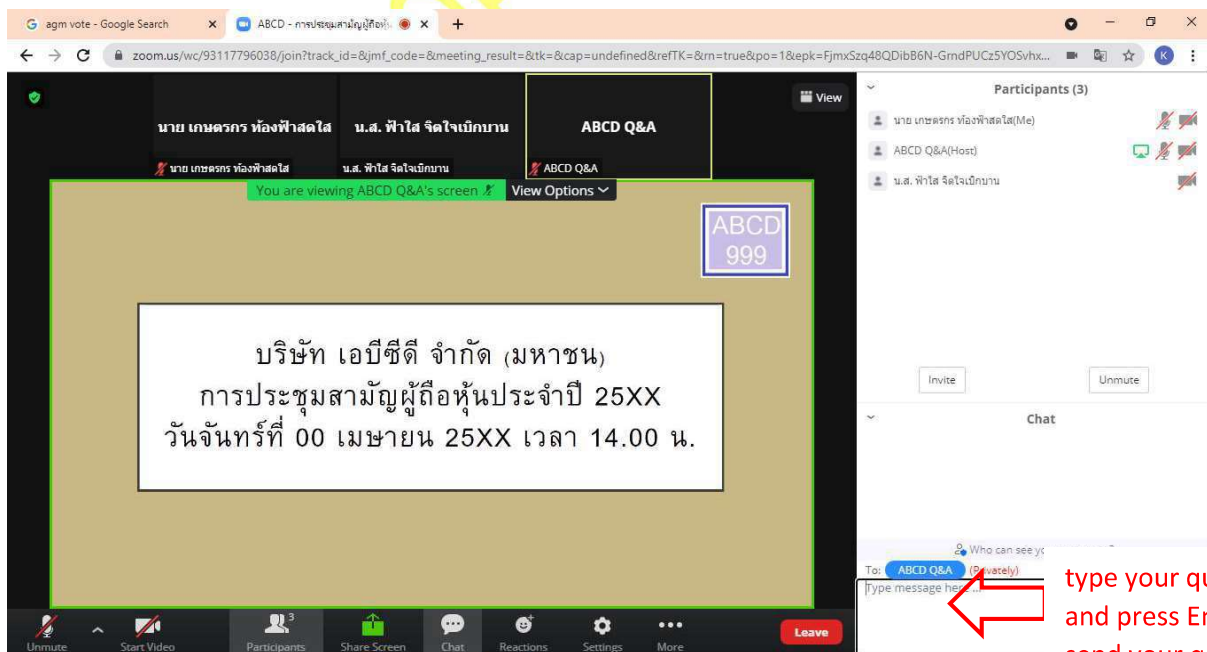 agm vote - Google Search
ABCD - การประชุมสามัญผู้ถือหุ้
zoom.us/wc/93117796038/join?track_id=&jmf_code=&meeting_result=&tk=&cap=undefined&refTK=&rn=true&po=1&epk=FjmxSzq48QDibB6N-GrndPUCz5YOSvhx...
K
View
นาย เกษตรกร ท้องฟ้าสดใส
น.ส. ฟ้าใส จิตใจเบิกบาน
ABCD Q&A
นาย เกษตรกร ท้องฟ้าสดใส
น.ส. ฟ้าใส จิตใจเบิกบาน
ABCD Q&A
You are viewing ABCD Q&A's screen
View Options
ABCD
999
บริษัท เอบีซีดี จำกัด (มหาชน)
การประชุมสามัญผู้ถือหุ้นประจำปี 25XX
วันจันทร์ที่ 00 เมษายน 25XX เวลา 14.00 น.
Participants (3)
นาย เกษตรกร ท้องฟ้าสดใส(Me)
ABCD Q&A(Host)
น.ส. ฟ้าใส จิตใจเบิกบาน
Invite
Unmute
Chat
Who can see
To: ABCD Q&A (Privately)
Type message here ...
type your qu
and press En
send your
Unmute
Start Video
Participants 3
Share Screen
Chat
Reactions
Settings
More
Leave